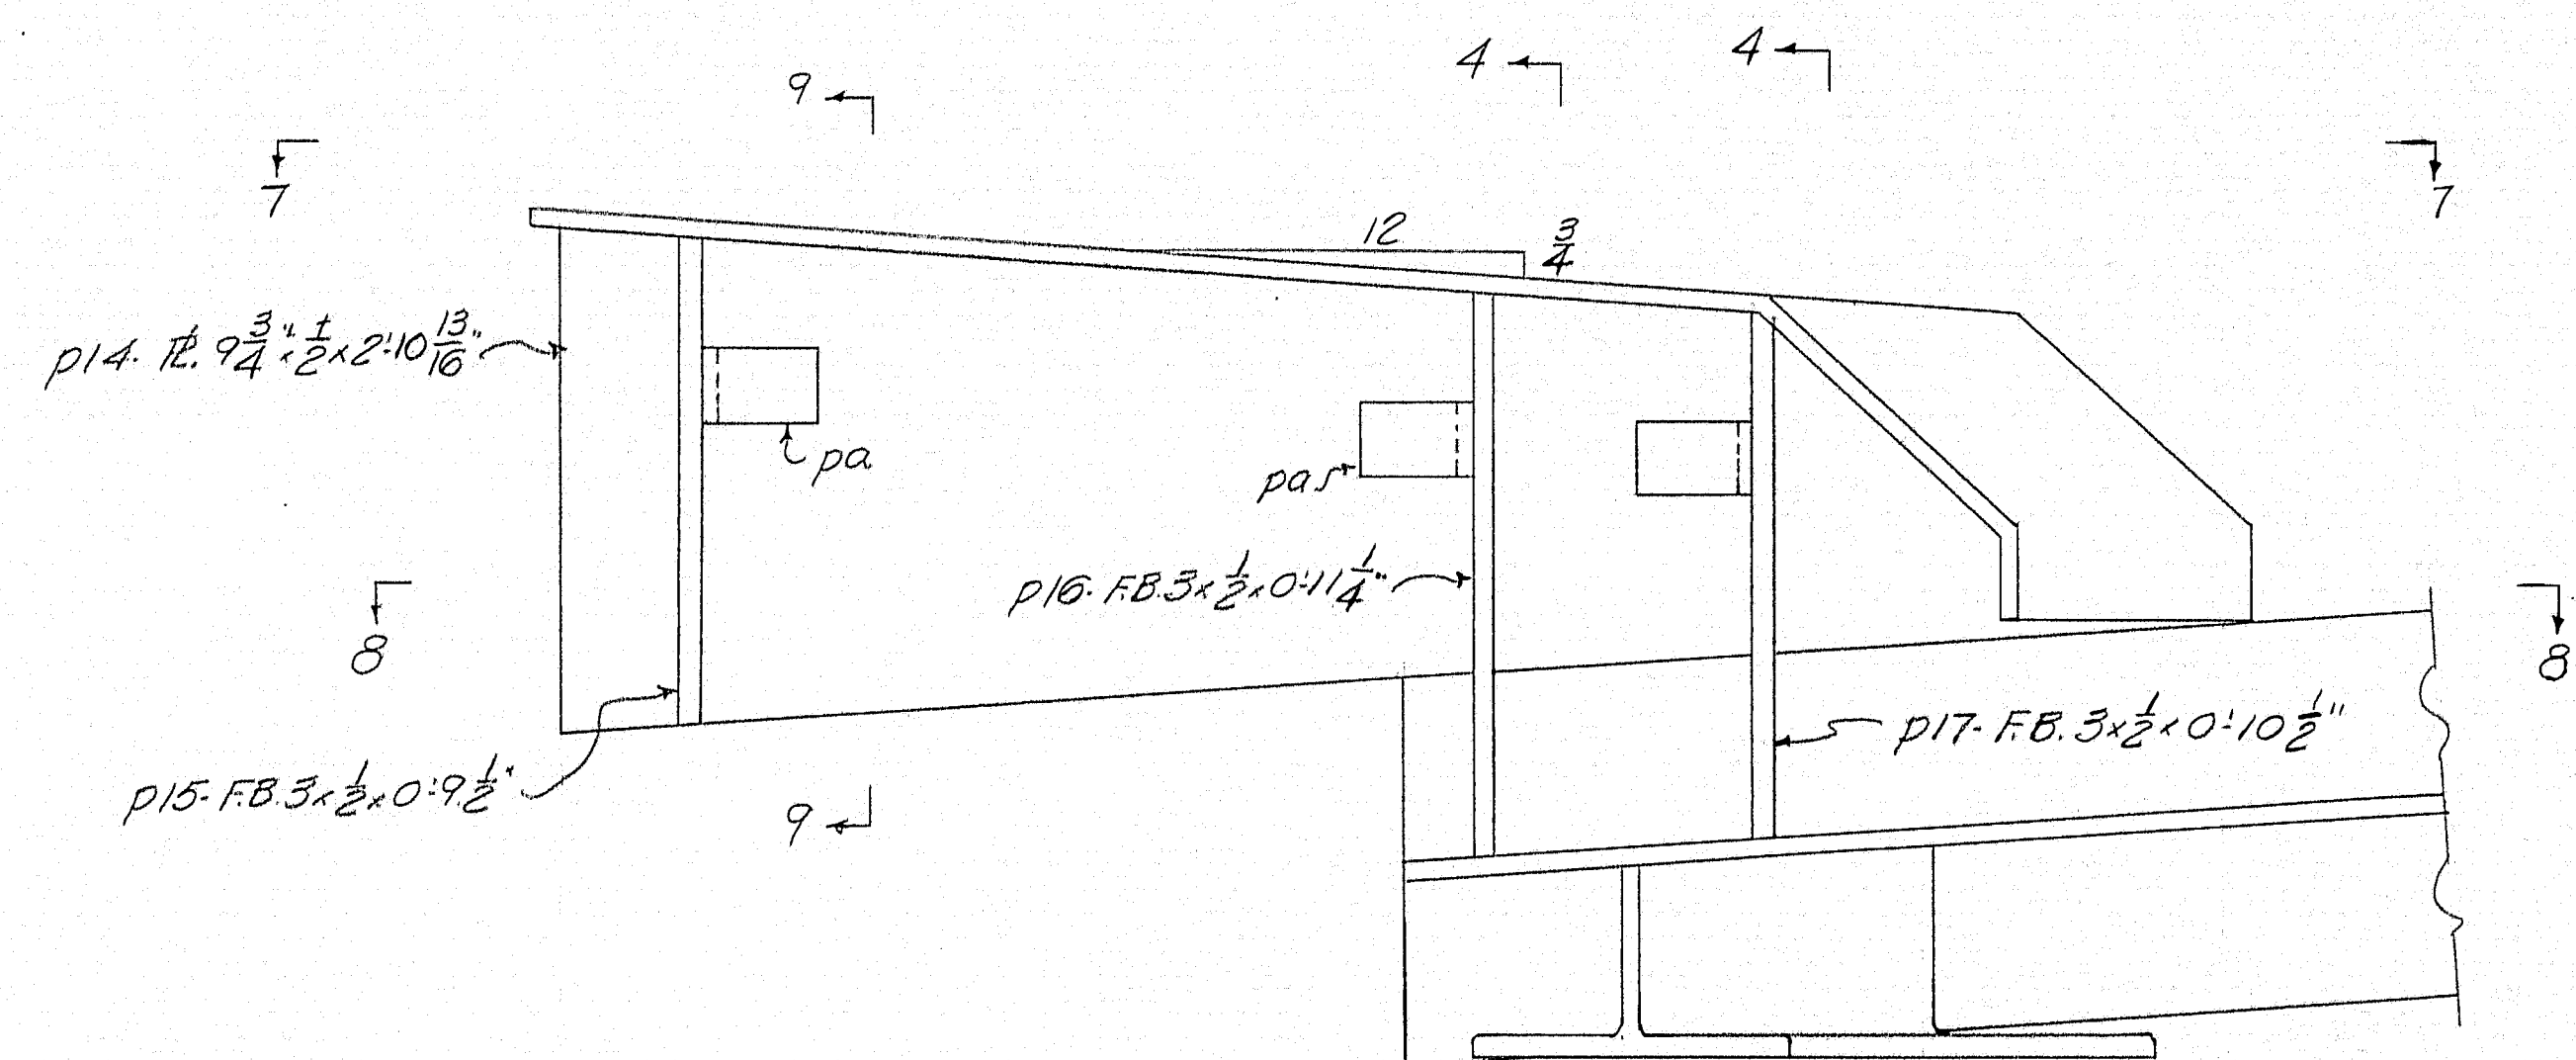 4
4
9
7
7
12
3/4
p14- PL. 9 3/4" x 1/2 x 2'-10 13/16"
pa
pa
p16- F.B. 3 x 1/2 x 0'-11 1/4"
8
8
p17- F.B. 3 x 1/2 x 0'-10 1/2"
p15- F.B. 3 x 1/2 x 0'-9 1/2"
9